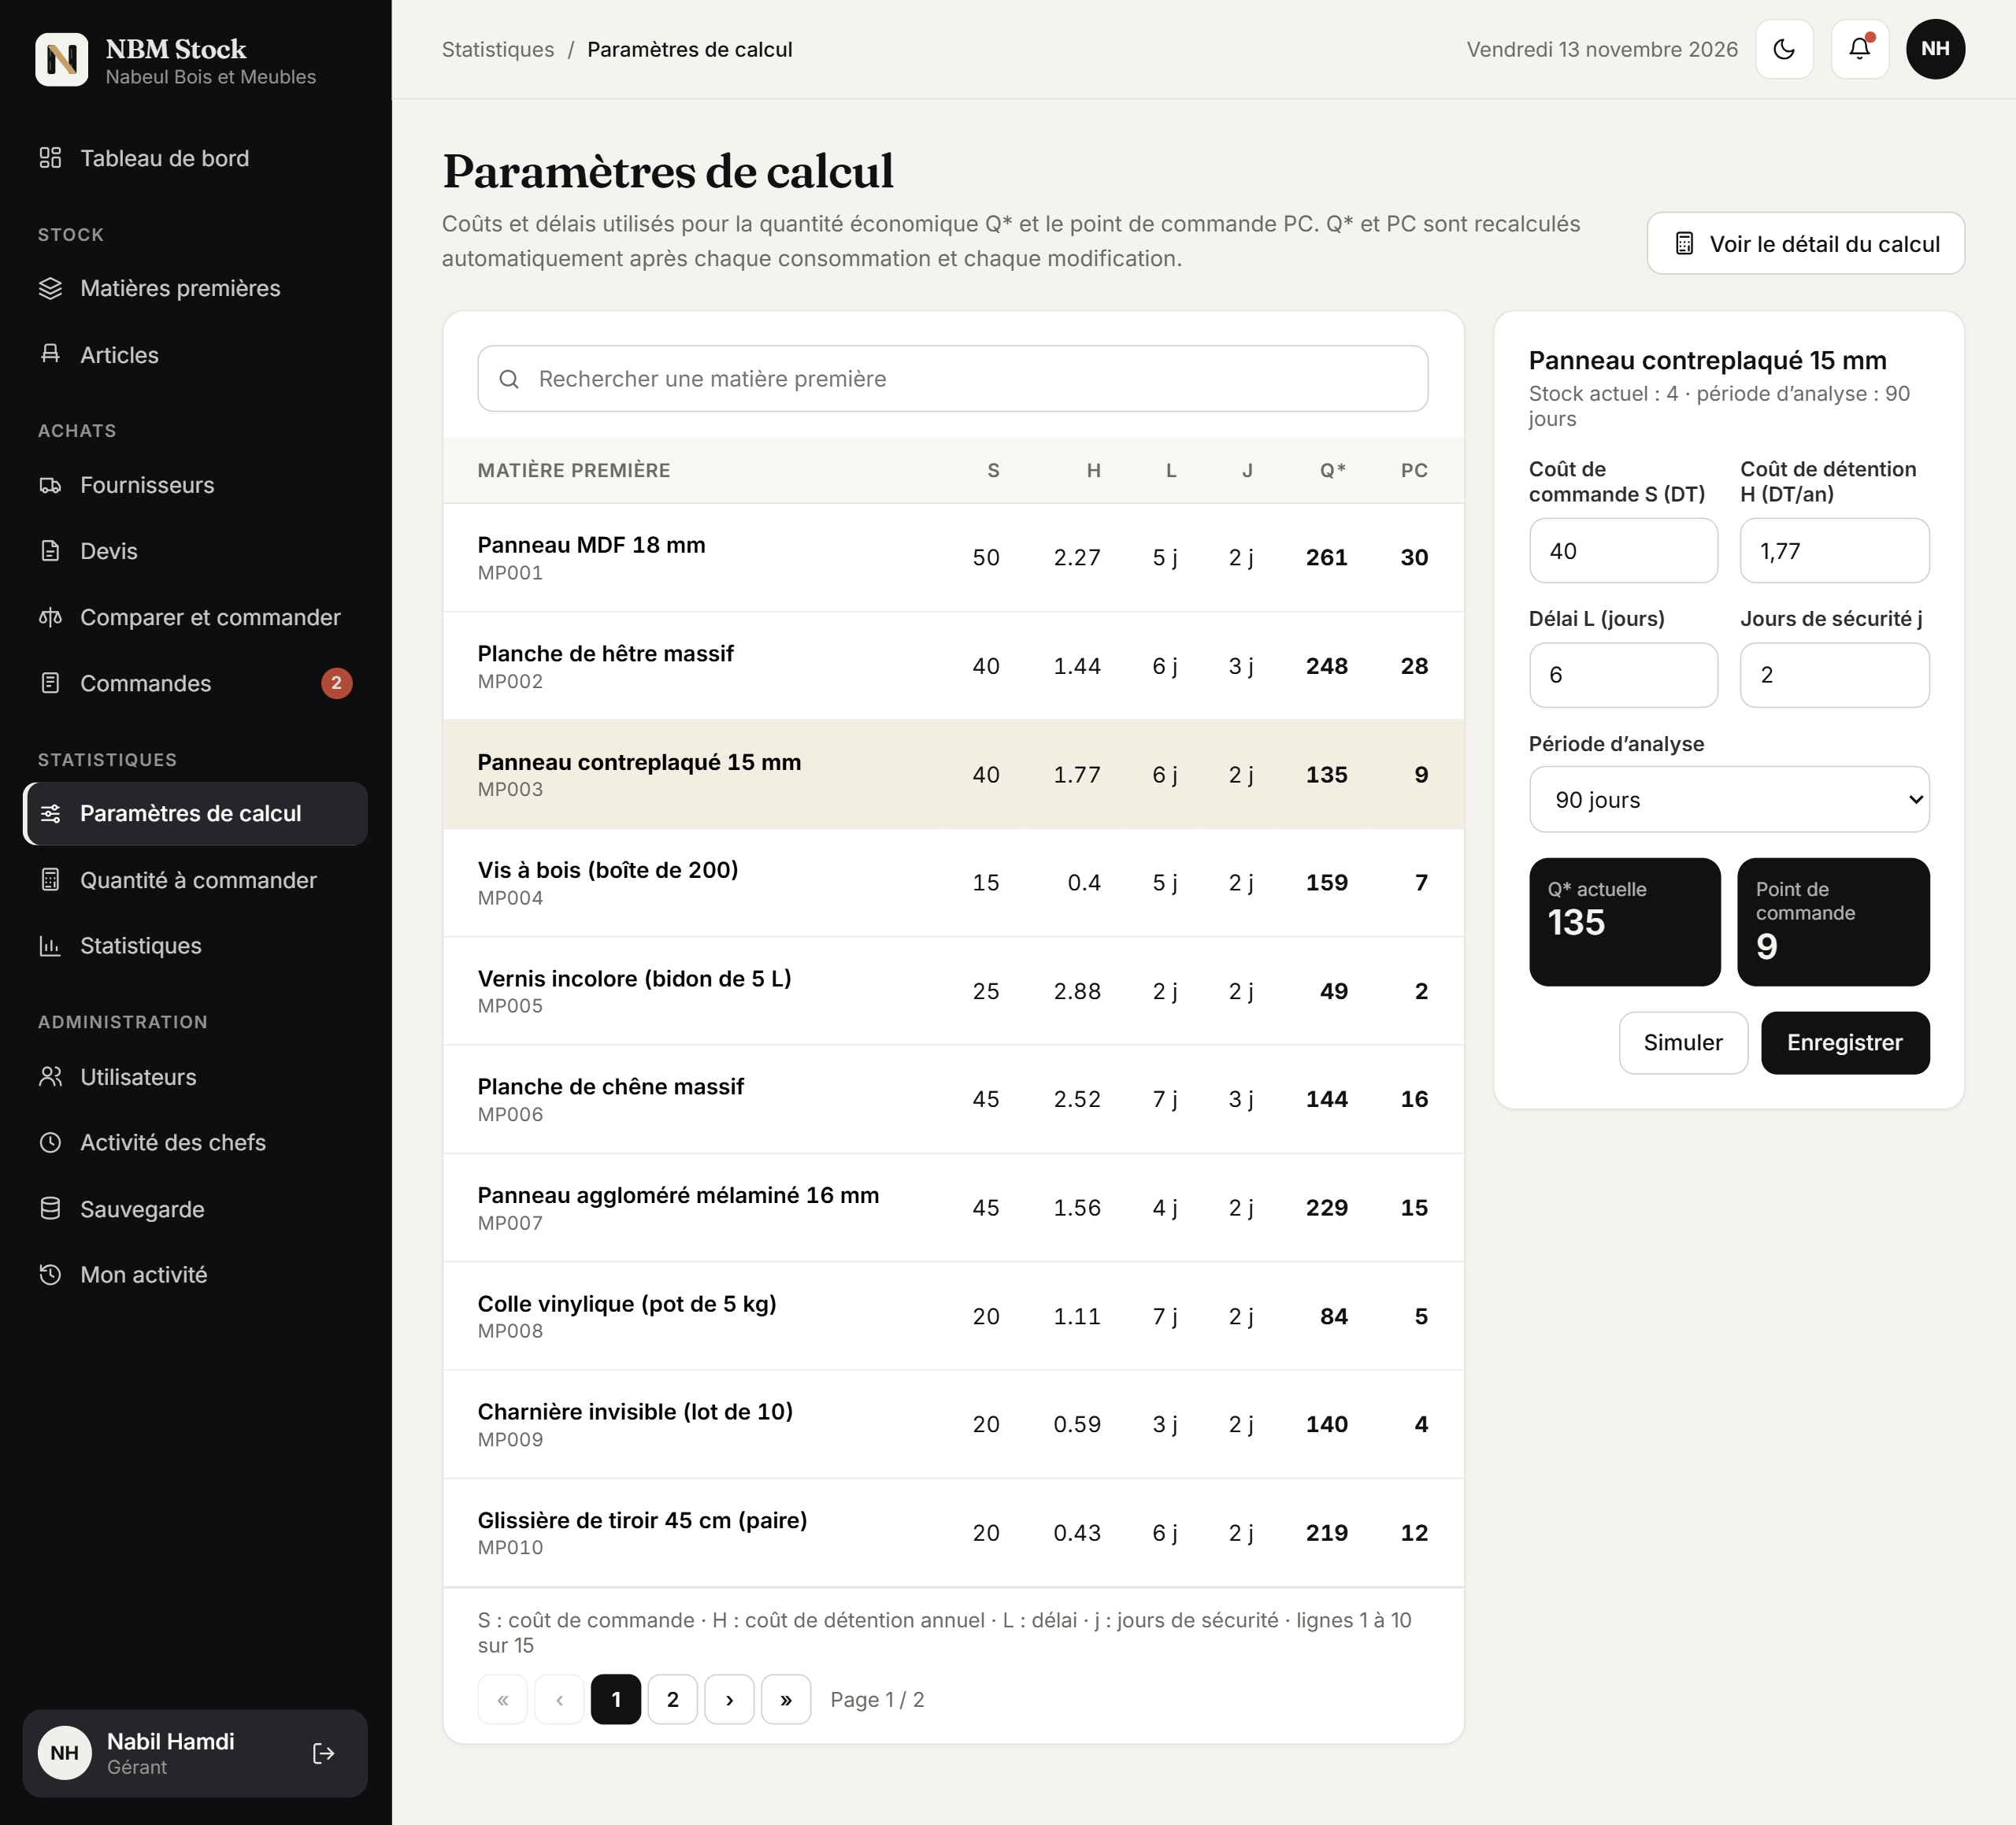 NBM Stock
Nabeul Bois et Meubles
Tableau de bord
STOCK
Matières premières
Articles
ACHATS
Fournisseurs
Devis
Comparer et commander
Commandes
2
STATISTIQUES
Paramètres de calcul
Quantité à commander
Statistiques
ADMINISTRATION
Utilisateurs
Activité des chefs
Sauvegarde
Mon activité
NH
Nabil Hamdi
Gérant
Statistiques / Paramètres de calcul
Vendredi 13 novembre 2026
NH
Paramètres de calcul
Coûts et délais utilisés pour la quantité économique Q* et le point de commande PC. Q* et PC sont recalculés
automatiquement après chaque consommation et chaque modification.
Voir le détail du calcul
Rechercher une matière première
MATIÈRE PREMIÈRE S H L J Q* PC
Panneau MDF 18 mm
MP001
50 2.27 5 j 2 j 261 30
Planche de hêtre massif
MP002
40 1.44 6 j 3 j 248 28
Panneau contreplaqué 15 mm
MP003
40 1.77 6 j 2 j 135 9
Vis à bois (boîte de 200)
MP004
15 0.4 5 j 2 j 159 7
Vernis incolore (bidon de 5 L)
MP005
25 2.88 2 j 2 j 49 2
Planche de chêne massif
MP006
45 2.52 7 j 3 j 144 16
Panneau aggloméré mélaminé 16 mm
MP007
45 1.56 4 j 2 j 229 15
Colle vinylique (pot de 5 kg)
MP008
20 1.11 7 j 2 j 84 5
Charnière invisible (lot de 10)
MP009
20 0.59 3 j 2 j 140 4
Glissière de tiroir 45 cm (paire)
MP010
20 0.43 6 j 2 j 219 12
S : coût de commande · H : coût de détention annuel · L : délai · j : jours de sécurité · lignes 1 à 10
sur 15
« ‹ 1 2 › » Page 1 / 2
Panneau contreplaqué 15 mm
Stock actuel : 4 · période d’analyse : 90
jours
Coût de
commande S (DT)
40
Coût de détention
H (DT/an)
1,77
Délai L (jours)
6
Jours de sécurité j
2
Période d’analyse
90 jours
Q* actuelle
135
Point de
commande
9
Simuler
Enregistrer